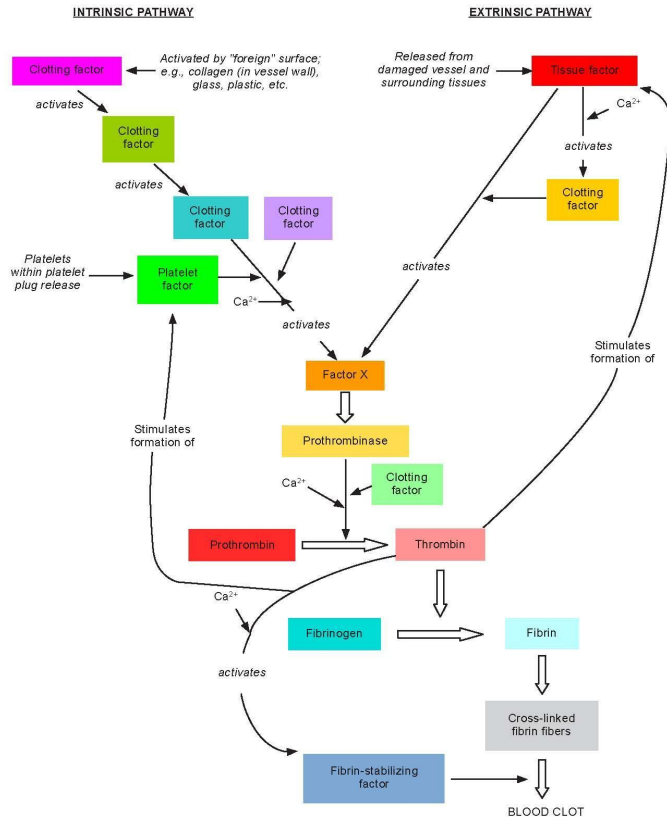 INTRINSIC PATHWAY
EXTRINSIC PATHWAY
Clotting factor
Activated by "foreign" surface;
e.g., collagen (in vessel wall),
glass, plastic, etc.
Released from
damaged vessel and
surrounding tissues
Tissue factor
activates
Ca²⁺
Clotting
factor
activates
activates
Clotting
factor
Clotting
factor
Clotting
factor
Platelets
within platelet
plug release
Platelet
factor
Ca²⁺
activates
activates
Stimulates
formation of
Factor X
Stimulates
formation of
Prothrombinase
Ca²⁺
Clotting
factor
Prothrombin
Thrombin
Ca²⁺
Fibrinogen
Fibrin
activates
Cross-linked
fibrin fibers
Fibrin-stabilizing
factor
BLOOD CLOT